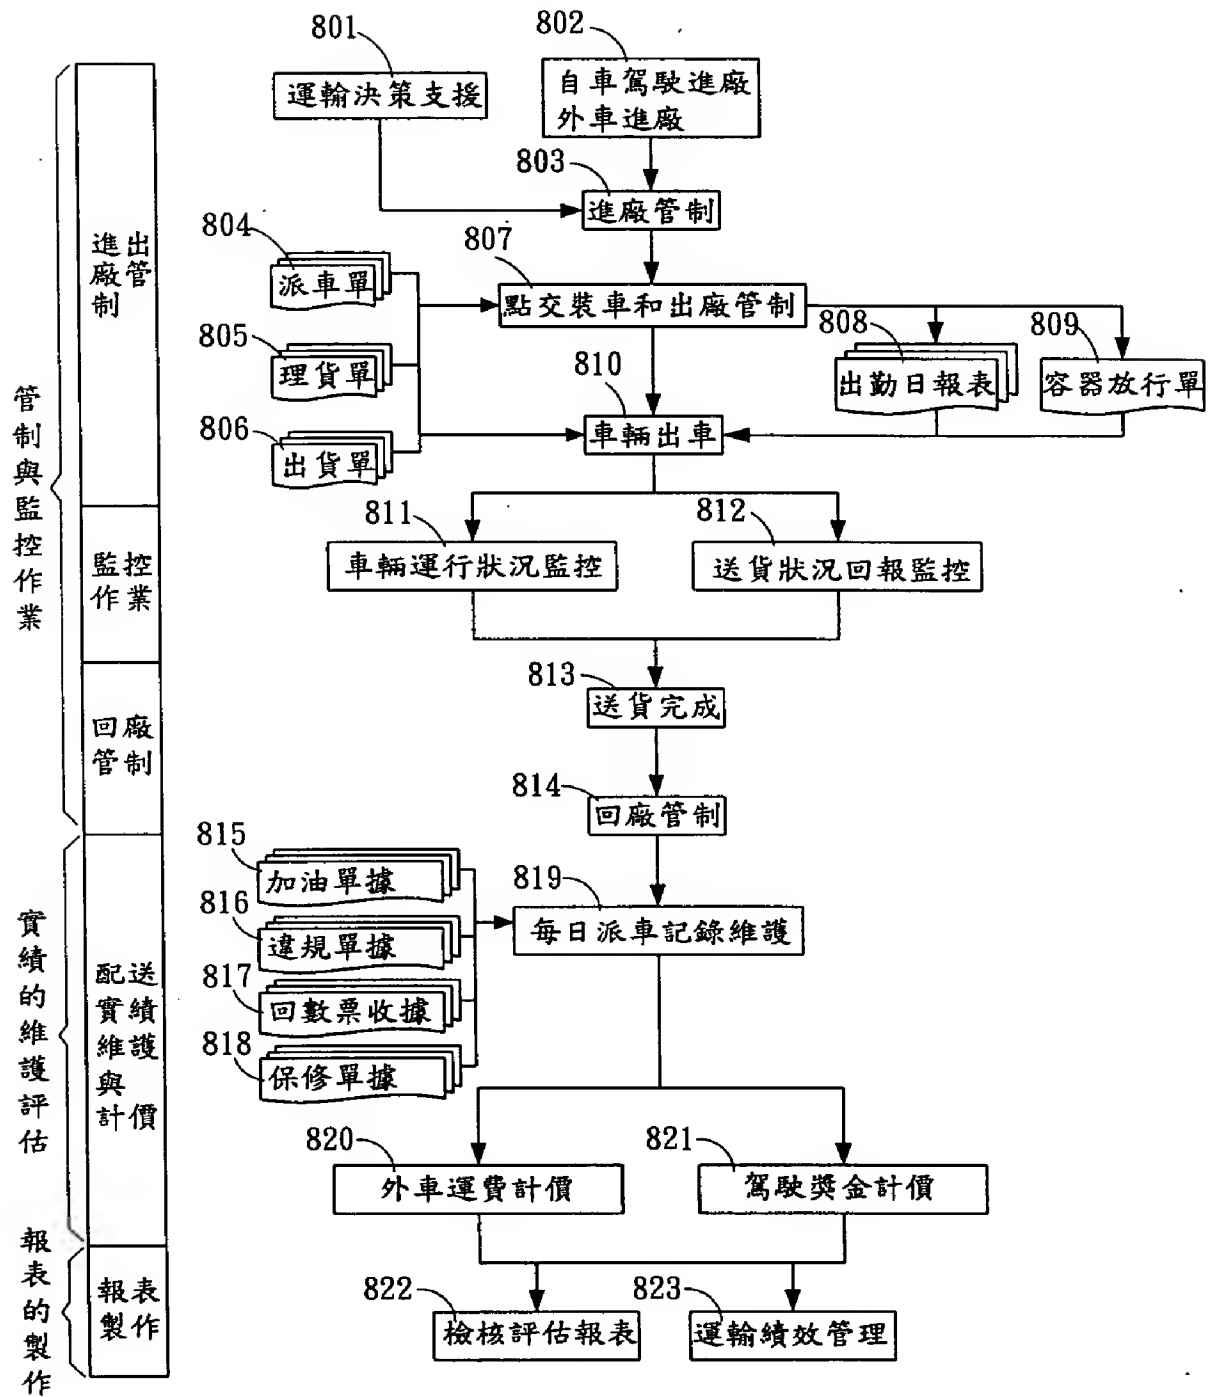 801
運輸決策支援
802
自車駕駛進廠
外車進廠
803
進廠管制
804
派車單
805
理貨單
806
出貨單
807
點交裝車和出廠管制
808
出勤日報表
809
容器放行單
810
車輛出車
811
車輛運行狀況監控
812
送貨狀況回報監控
813
送貨完成
814
回廠管制
815
加油單據
816
違規單據
817
回數票收據
818
保修單據
819
每日派車記錄維護
820
外車運費計價
821
駕駛獎金計價
822
檢核評估報表
823
運輸績效管理
管制與監控作業
進出
廠管
制
監控
作業
回廠
管制
實績的維護評估
配送
實績
維護
與
計價
報表的製作
報表
製作